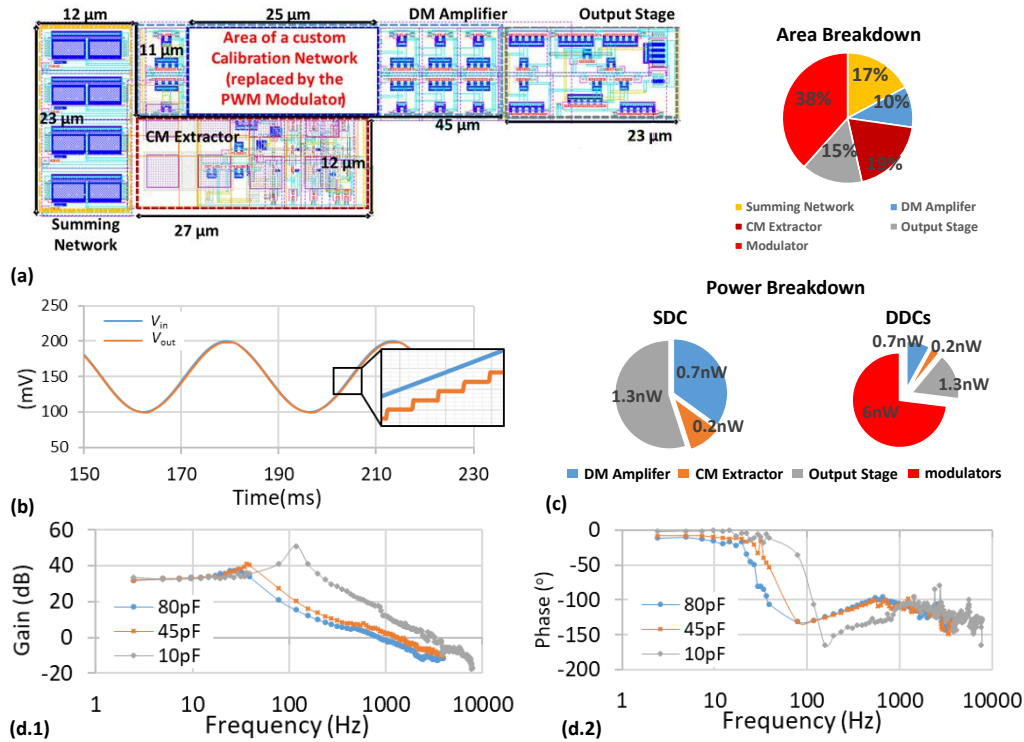 12 µm
25 µm
DM Amplifier
Output Stage
11 µm
Area of a custom
Calibration Network
(replaced by the
PWM Modulator)
23 µm
CM Extractor
45 µm
23 µm
12 µm
Summing
Network
27 µm
(a)
Area Breakdown
17%
10%
19%
15%
38%
Summing Network
DM Amplifer
CM Extractor
Output Stage
Modulator
250
200
150
100
50
(mV)
Vin
Vout
150
170
190
210
230
Time(ms)
(b)
Power Breakdown
SDC
DDCs
0.7nW
0.2nW
1.3nW
0.7nW
0.2nW
1.3nW
6nW
DM Amplifer
CM Extractor
Output Stage
modulators
(c)
60
40
20
0
-20
Gain (dB)
80pF
45pF
10pF
1
10
100
1000
10000
Frequency (Hz)
(d.1)
0
-50
-100
-150
-200
Phase (°)
80pF
45pF
10pF
1
10
100
1000
10000
Frequency (Hz)
(d.2)